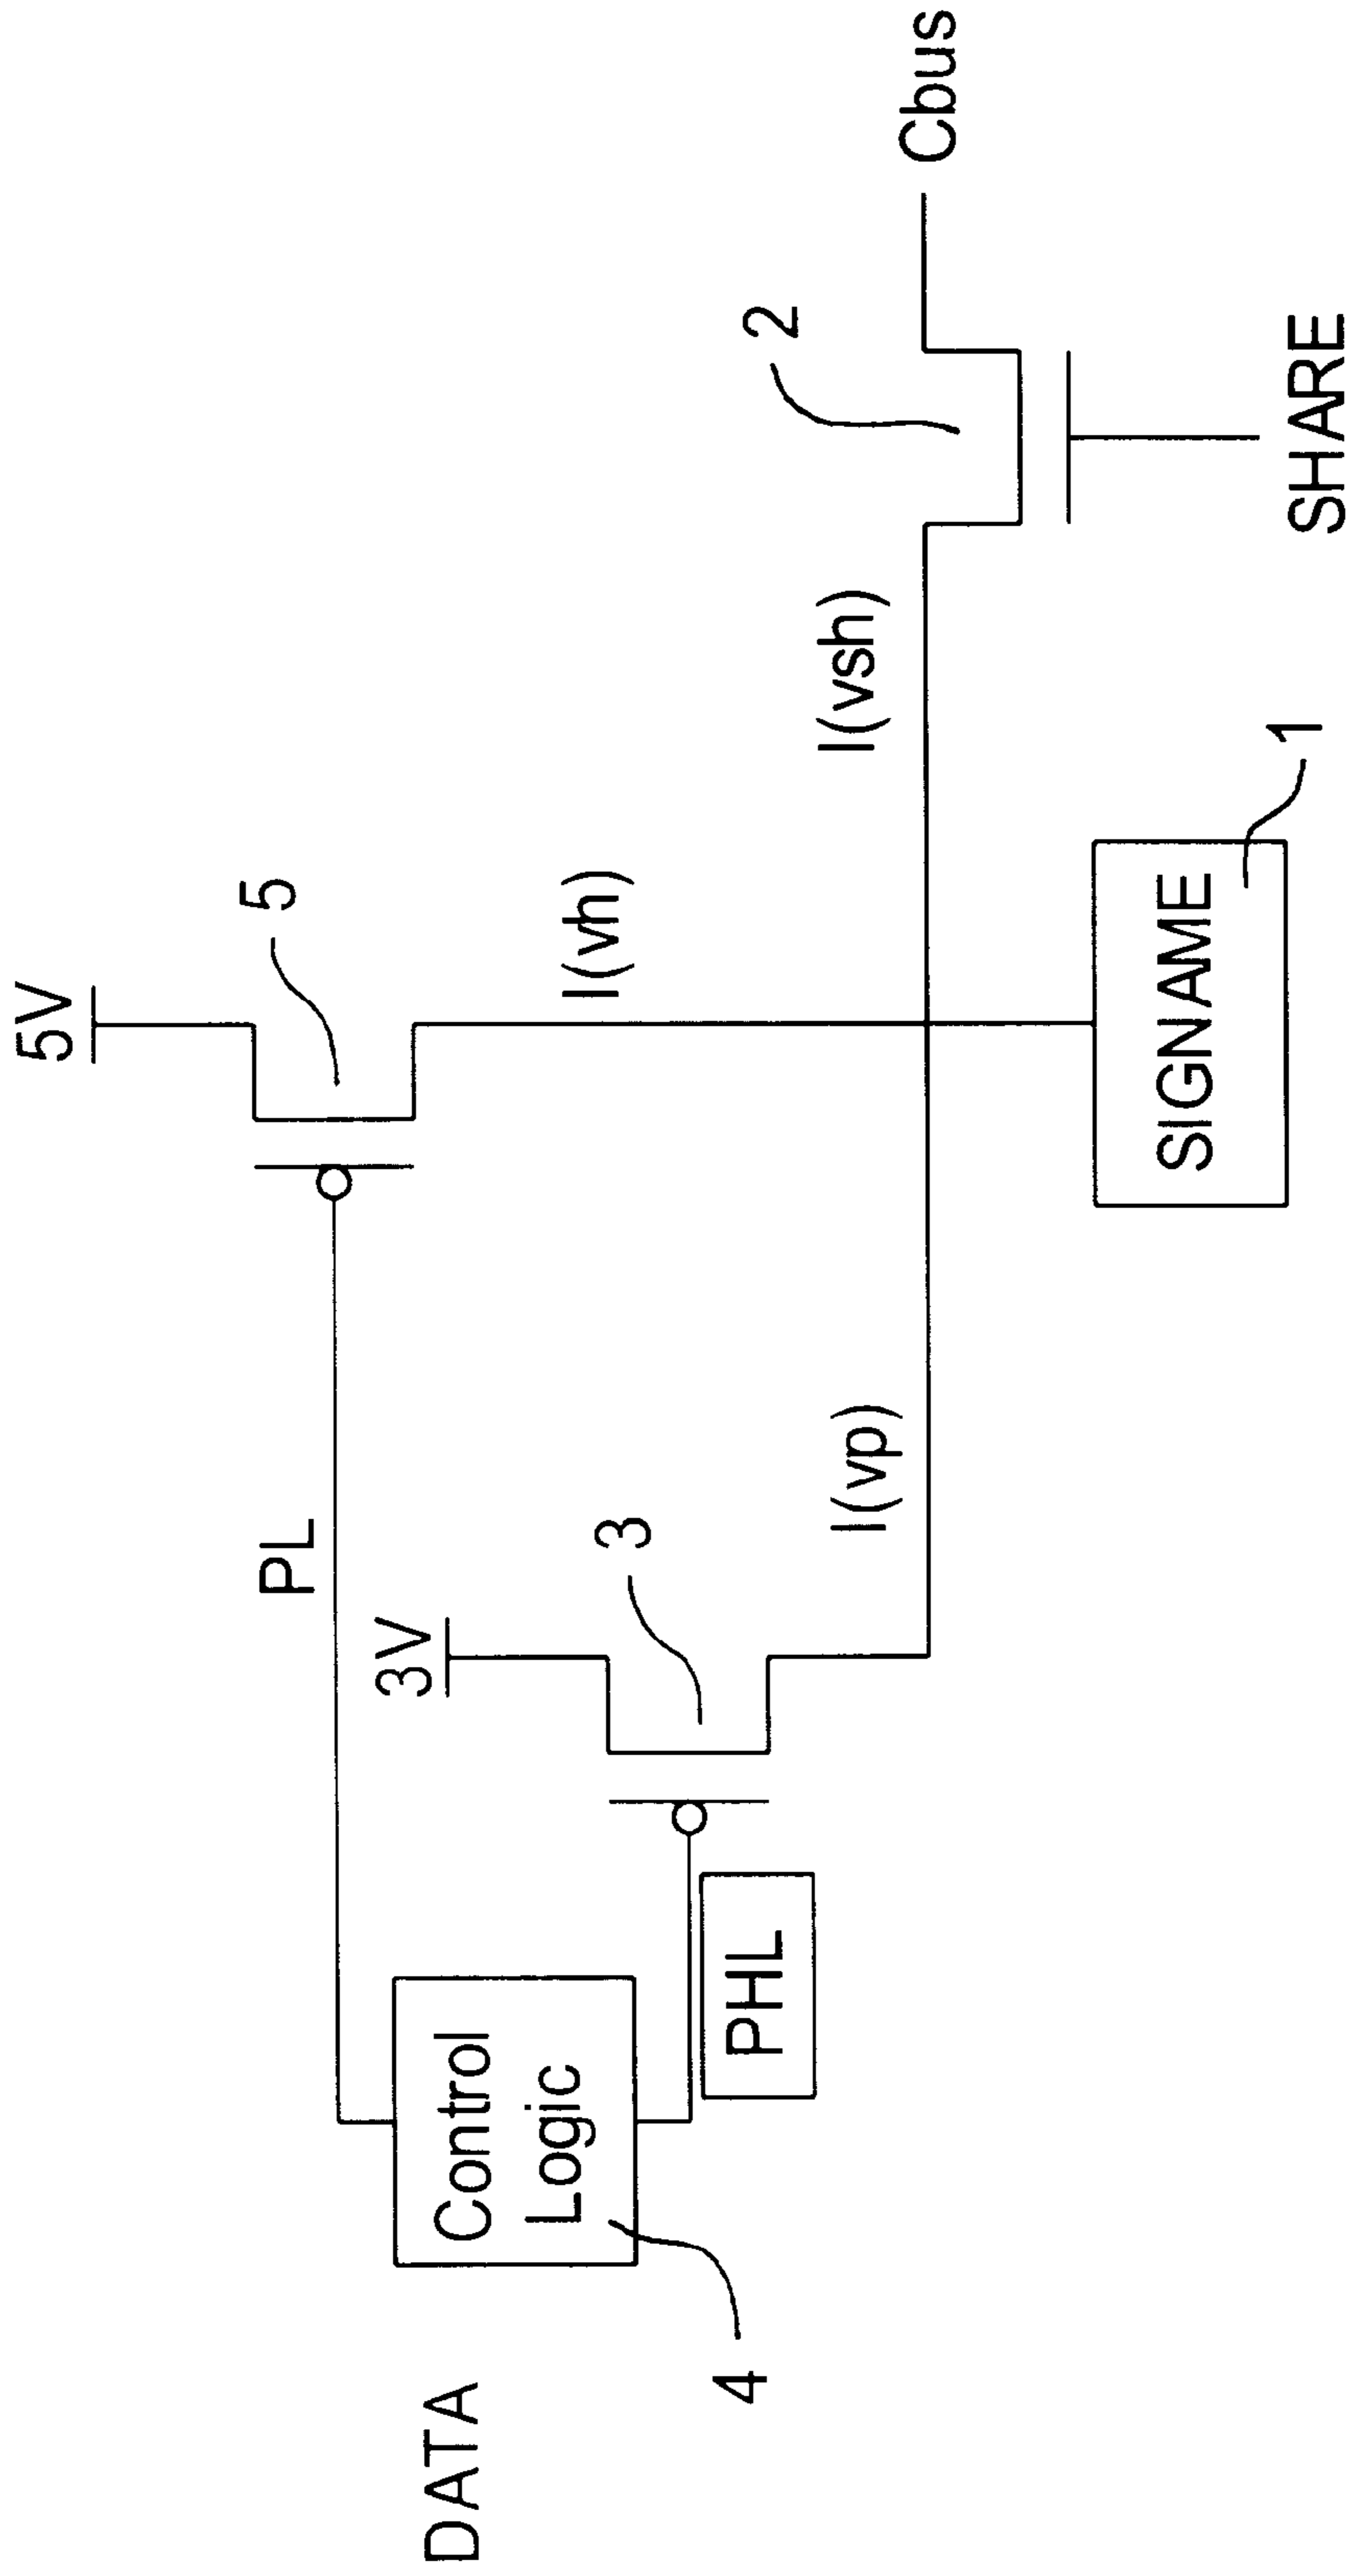 DATA
Control
Logic
4
PHL
PL
3V
3
I(vp)
5V
5
I(vh)
SIGNAME
1
I(vsh)
2
Cbus
SHARE